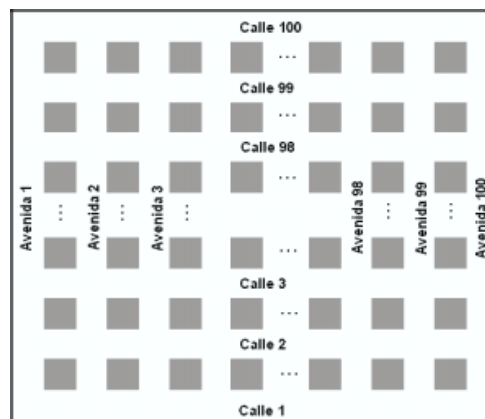 Calle 100
Calle 99
Calle 98
Avenida 1
Avenida 2
Avenida 3
Avenida 98
Avenida 99
Avenida 100
Calle 3
Calle 2
Calle 1